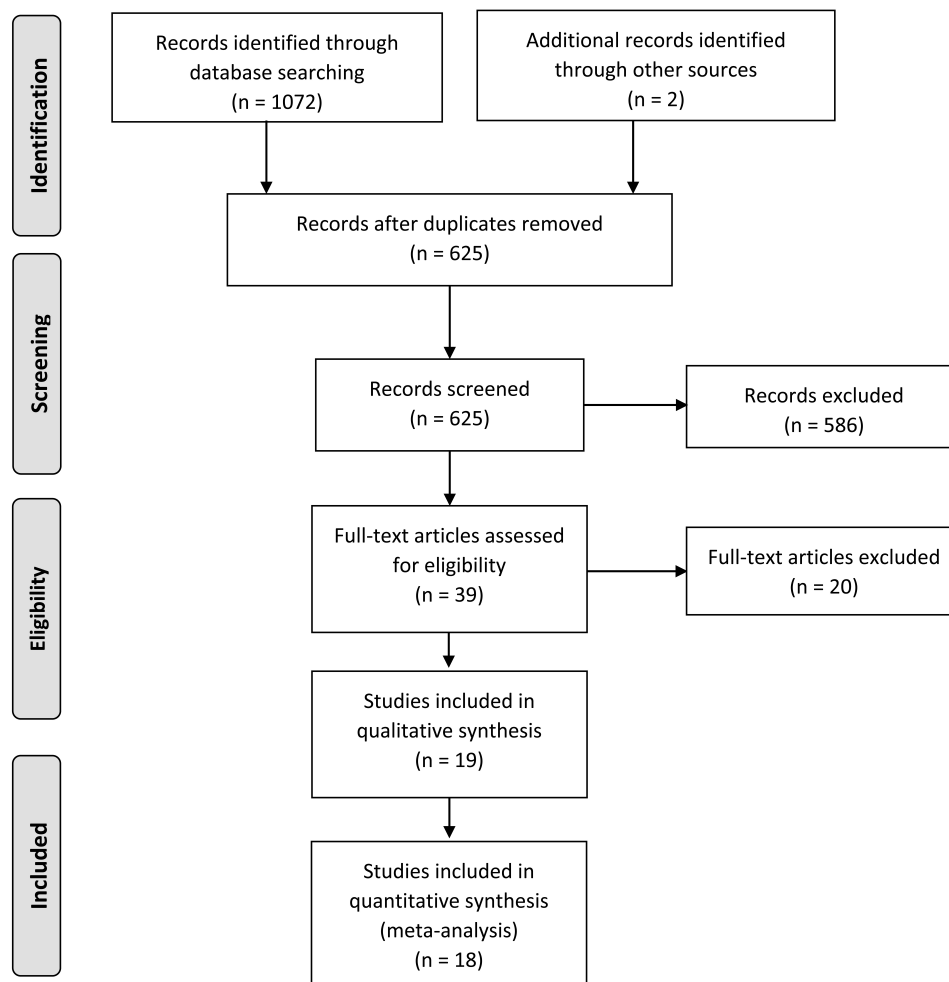 Identification
Records identified through
database searching
(n = 1072)
Additional records identified
through other sources
(n = 2)
Records after duplicates removed
(n = 625)
Screening
Records screened
(n = 625)
Records excluded
(n = 586)
Eligibility
Full-text articles assessed
for eligibility
(n = 39)
Full-text articles excluded
(n = 20)
Studies included in
qualitative synthesis
(n = 19)
Included
Studies included in
quantitative synthesis
(meta-analysis)
(n = 18)